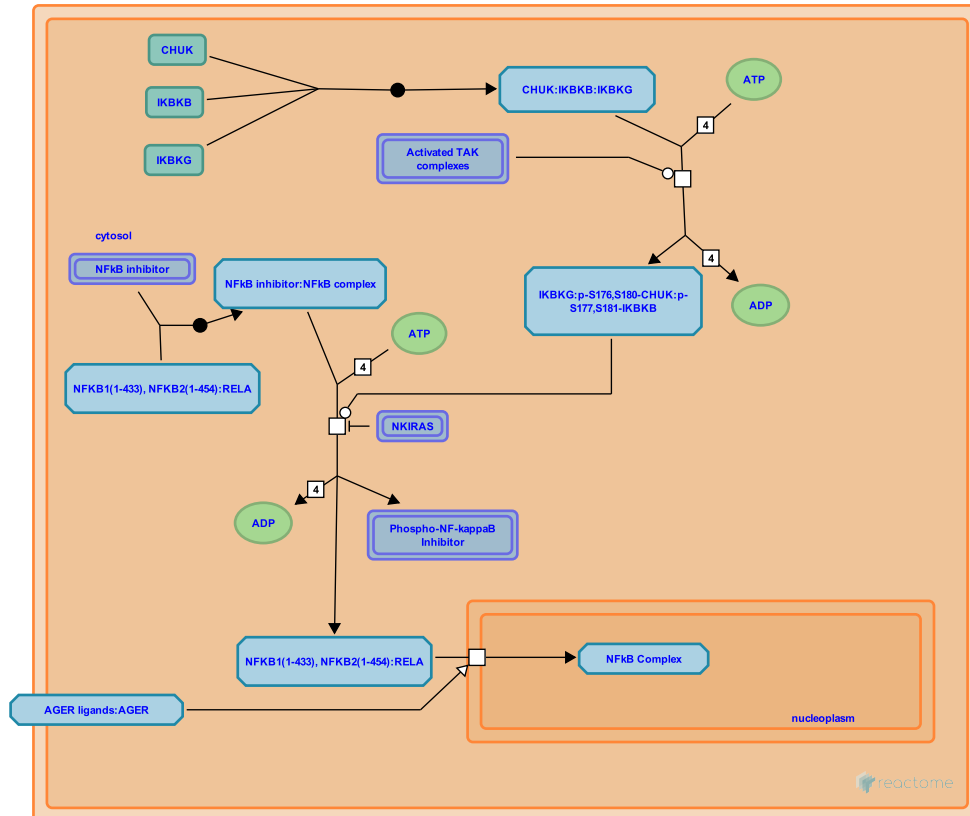 CHUK
IKBKB
IKBKG
CHUK:IKBKB:IKBKG
ATP
4
Activated TAK
complexes
cytosol
NFkB inhibitor
NFkB inhibitor:NFkB complex
4
IKBKG:p-S176,S180-CHUK:p-
S177,S181-IKBKB
ADP
ATP
4
NFKB1(1-433), NFKB2(1-454):RELA
NKIRAS
4
ADP
Phospho-NF-kappaB
Inhibitor
NFKB1(1-433), NFKB2(1-454):RELA
NFkB Complex
AGER ligands:AGER
nucleoplasm
reactome